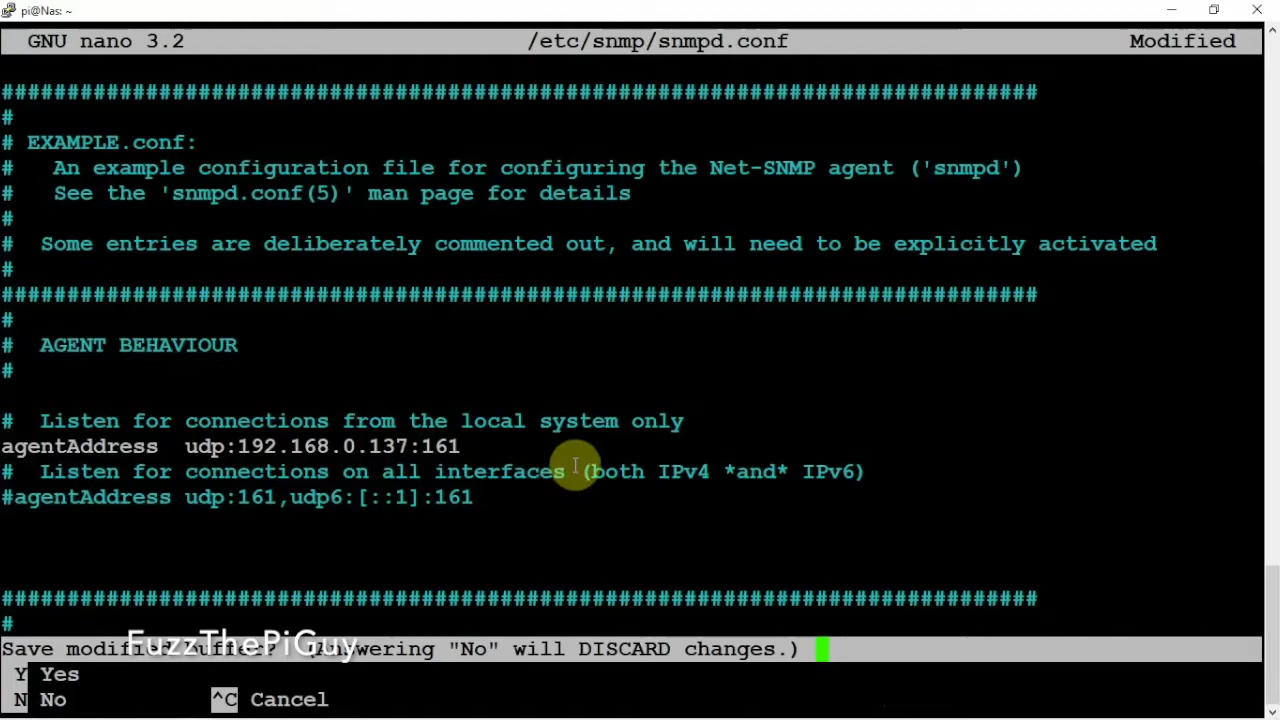 pi@Nas: ~
GNU nano 3.2 /etc/snmp/snmpd.conf Modified
###############################################################################
#
# EXAMPLE.conf:
#   An example configuration file for configuring the Net-SNMP agent ('snmpd')
#   See the 'snmpd.conf(5)' man page for details
#
#  Some entries are deliberately commented out, and will need to be explicitly activated
#
###############################################################################
#
#  AGENT BEHAVIOUR
#
#  Listen for connections from the local system only
agentAddress  udp:192.168.0.137:161
#  Listen for connections on all interfaces (both IPv4 *and* IPv6)
#agentAddress udp:161,udp6:[::1]:161
###############################################################################
#
FuzzThePiGuy
Save modified buffer?  (Answering "No" will DISCARD changes.)
Y Yes
N No ^C Cancel